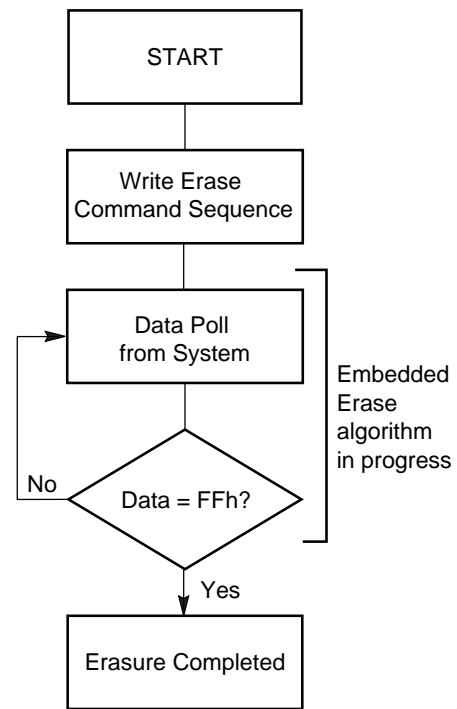 START
Write Erase
Command Sequence
Data Poll
from System
Embedded
Erase
algorithm
in progress
No
Data = FFh?
Yes
Erasure Completed